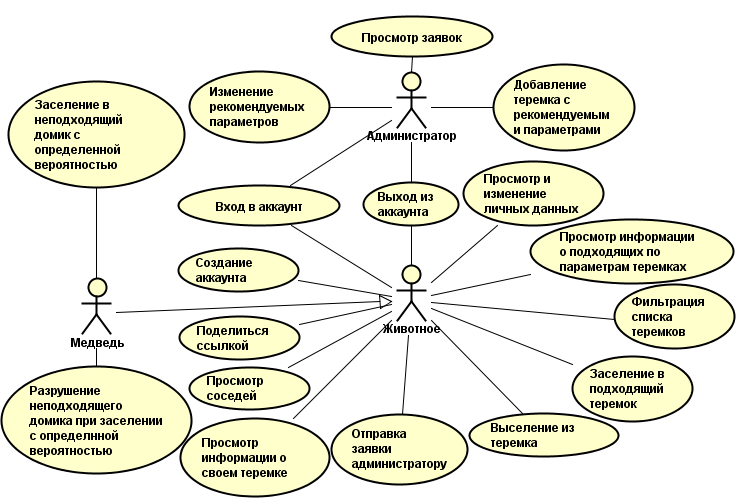 Просмотр заявок
Изменение
рекомендуемых
параметров
Добавление
теремка с
рекомендуемым
и параметрами
Администратор
Заселение в
неподходящий
домик с
определенной
вероятностью
Вход в аккаунт
Выход из
аккаунта
Просмотр и
изменение
личных данных
Просмотр информации
о подходящих по
параметрам теремках
Создание
аккаунта
Фильтрация
списка
теремков
Медведь
Животное
Поделиться
ссылкой
Просмотр
соседей
Заселение в
подходящий
теремок
Разрушение
неподходящего
домика при заселении
с определнной
вероятностью
Просмотр
информации о
своем теремке
Отправка
заявки
администратору
Выселение из
теремка